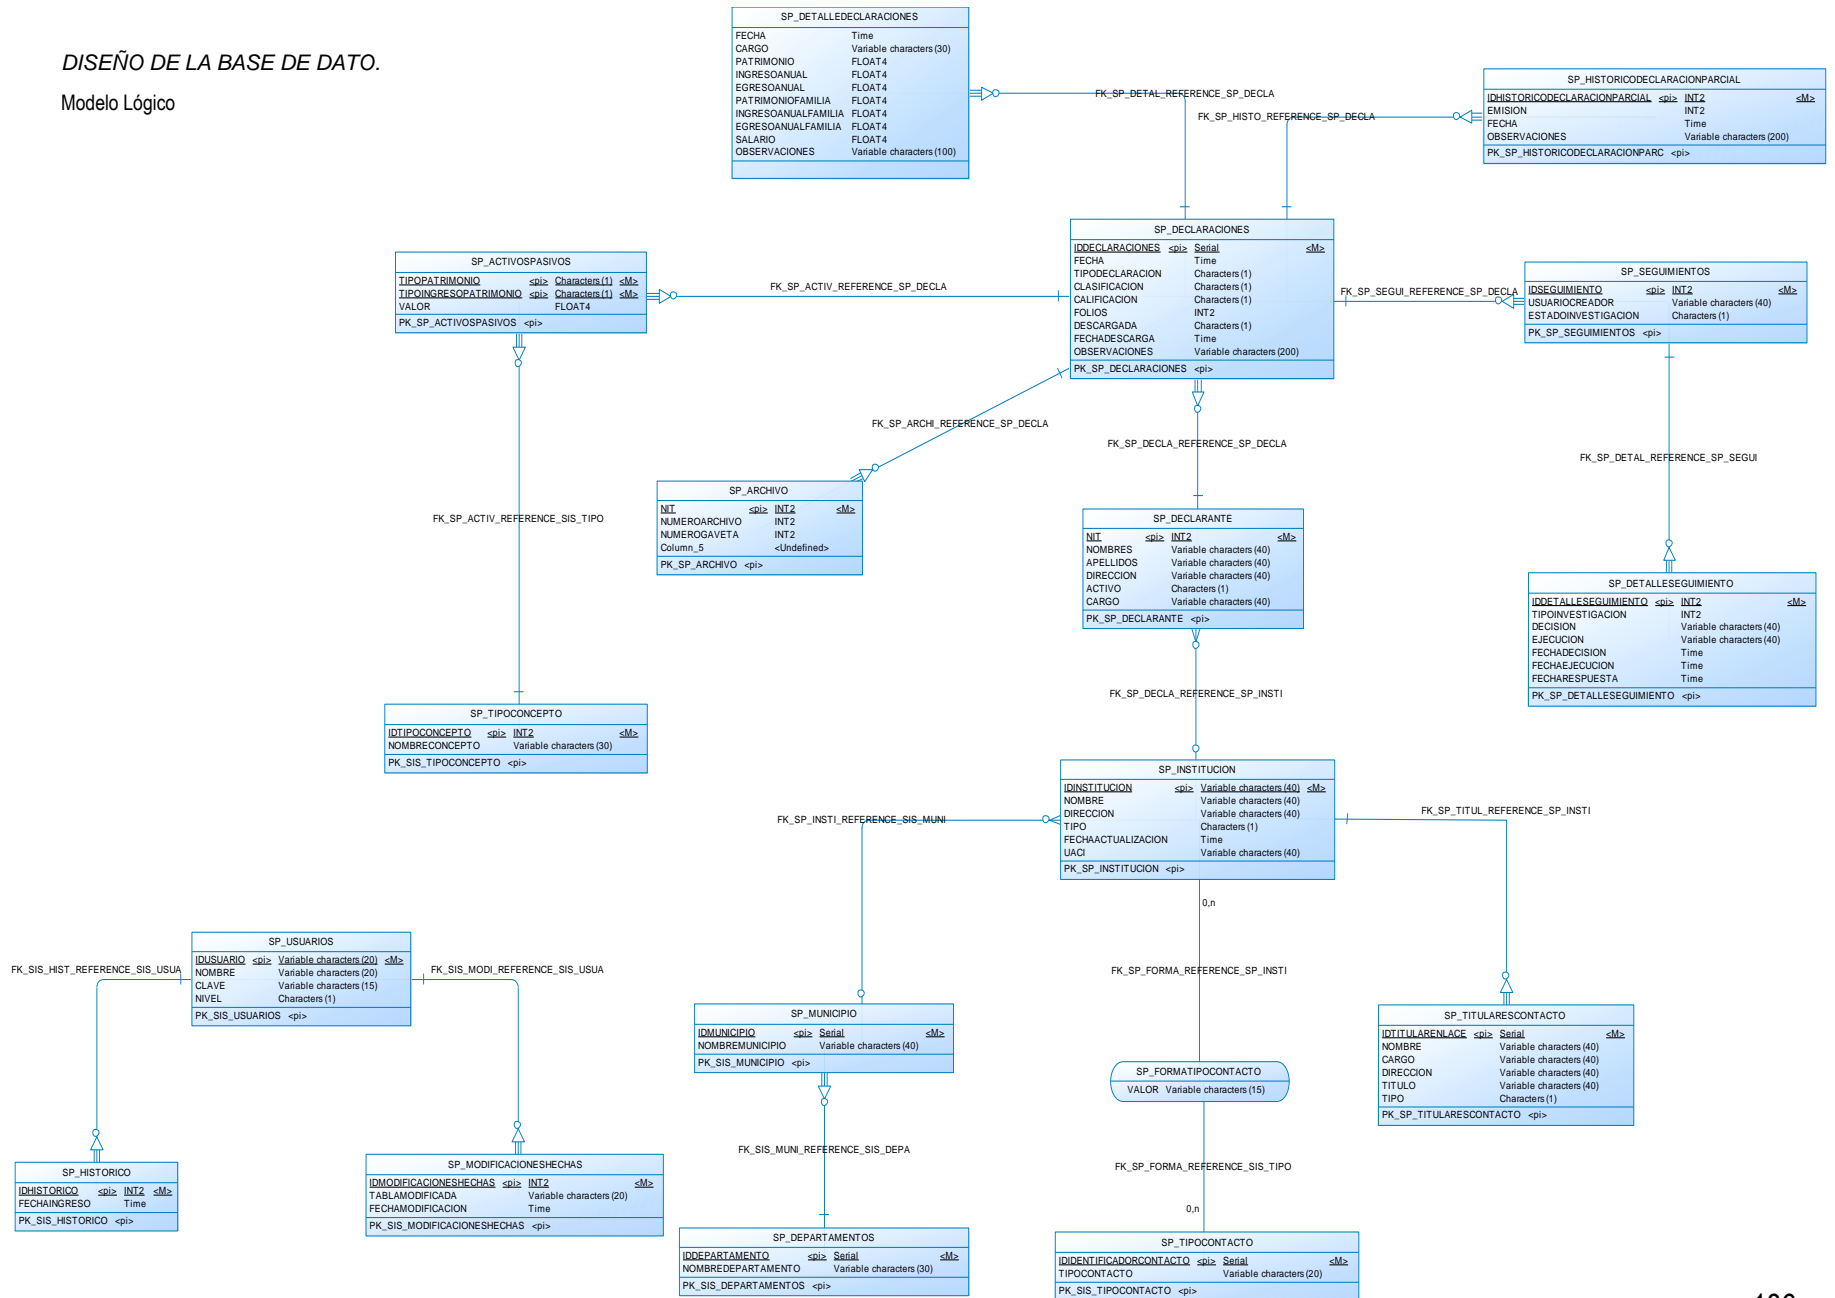 DISEÑO DE LA BASE DE DATO.
Modelo Lógico
SP_DETALLEDECLARACIONES
FECHA Time
CARGO Variable characters (30)
PATRIMONIO FLOAT4
INGRESOANUAL FLOAT4
EGRESOANUAL FLOAT4
PATRIMONIOFAMILIA FLOAT4
INGRESOANUALFAMILIA FLOAT4
EGRESOANUALFAMILIA FLOAT4
SALARIO FLOAT4
OBSERVACIONES Variable characters (100)
FK_SP_DETAL_REFERENCE_SP_DECLA
FK_SP_HISTO_REFERENCE_SP_DECLA
SP_HISTORICODECLARACIONPARCIAL
IDHISTORICODECLARACIONPARCIAL <pi> INT2 <M>
EMISION INT2
FECHA Time
OBSERVACIONES Variable characters (200)
PK_SP_HISTORICODECLARACIONPARC <pi>
SP_ACTIVOSPASIVOS
TIPOPATRIMONIO <pi> Characters (1) <M>
TIPOINGRESOPATRIMONIO <pi> Characters (1) <M>
VALOR FLOAT4
PK_SP_ACTIVOSPASIVOS <pi>
FK_SP_ACTIV_REFERENCE_SP_DECLA
SP_DECLARACIONES
IDDECLARACIONES <pi> Serial <M>
FECHA Time
TIPODECLARACION Characters (1)
CLASIFICACION Characters (1)
CALIFICACION Characters (1)
FOLIOS INT2
DESCARGADA Characters (1)
FECHADESCARGA Time
OBSERVACIONES Variable characters (200)
PK_SP_DECLARACIONES <pi>
FK_SP_SEGUI_REFERENCE_SP_DECLA
SP_SEGUIMIENTOS
IDSEGUIMIENTO <pi> INT2 <M>
USUARIOCREADOR Variable characters (40)
ESTADOINVESTIGACION Characters (1)
PK_SP_SEGUIMIENTOS <pi>
FK_SP_ARCHI_REFERENCE_SP_DECLA
FK_SP_DECLA_REFERENCE_SP_DECLA
FK_SP_DETAL_REFERENCE_SP_SEGUI
FK_SP_ACTIV_REFERENCE_SIS_TIPO
SP_ARCHIVO
NIT <pi> INT2 <M>
NUMEROARCHIVO INT2
NUMEROGAVETA INT2
Column_5 <Undefined>
PK_SP_ARCHIVO <pi>
SP_DECLARANTE
NIT <pi> INT2 <M>
NOMBRES Variable characters (40)
APELLIDOS Variable characters (40)
DIRECCION Variable characters (40)
ACTIVO Characters (1)
CARGO Variable characters (40)
PK_SP_DECLARANTE <pi>
SP_DETALLESEGUIMIENTO
IDDETALLESEGUIMIENTO <pi> INT2 <M>
TIPOINVESTIGACION INT2
DECISION Variable characters (40)
EJECUCION Variable characters (40)
FECHADECISION Time
FECHAEJECUCION Time
FECHARESPUESTA Time
PK_SP_DETALLESEGUIMIENTO <pi>
FK_SP_DECLA_REFERENCE_SP_INSTI
SP_TIPOCONCEPTO
IDTIPOCONCEPTO <pi> INT2 <M>
NOMBRECONCEPTO Variable characters (30)
PK_SIS_TIPOCONCEPTO <pi>
SP_INSTITUCION
IDINSTITUCION <pi> Variable characters (40) <M>
NOMBRE Variable characters (40)
DIRECCION Variable characters (40)
TIPO Characters (1)
FECHAACTUALIZACION Time
UACI Variable characters (40)
PK_SP_INSTITUCION <pi>
FK_SP_INSTI_REFERENCE_SIS_MUNI
FK_SP_TITUL_REFERENCE_SP_INSTI
0,n
FK_SP_FORMA_REFERENCE_SP_INSTI
FK_SIS_HIST_REFERENCE_SIS_USUA
SP_USUARIOS
IDUSUARIO <pi> Variable characters (20) <M>
NOMBRE Variable characters (20)
CLAVE Variable characters (15)
NIVEL Characters (1)
PK_SIS_USUARIOS <pi>
FK_SIS_MODI_REFERENCE_SIS_USUA
SP_MUNICIPIO
IDMUNICIPIO <pi> Serial <M>
NOMBREMUNICIPIO Variable characters (40)
PK_SIS_MUNICIPIO <pi>
SP_FORMATIPOCONTACTO
VALOR Variable characters (15)
SP_TITULARESCONTACTO
IDTITULARENLACE <pi> Serial <M>
NOMBRE Variable characters (40)
CARGO Variable characters (40)
DIRECCION Variable characters (40)
TITULO Variable characters (40)
TIPO Characters (1)
PK_SP_TITULARESCONTACTO <pi>
FK_SIS_MUNI_REFERENCE_SIS_DEPA
FK_SP_FORMA_REFERENCE_SIS_TIPO
0,n
SP_HISTORICO
IDHISTORICO <pi> INT2 <M>
FECHAINGRESO Time
PK_SIS_HISTORICO <pi>
SP_MODIFICACIONESHECHAS
IDMODIFICACIONESHECHAS <pi> INT2 <M>
TABLAMODIFICADA Variable characters (20)
FECHAMODIFICACION Time
PK_SIS_MODIFICACIONESHECHAS <pi>
SP_DEPARTAMENTOS
IDDEPARTAMENTO <pi> Serial <M>
NOMBREDEPARTAMENTO Variable characters (30)
PK_SIS_DEPARTAMENTOS <pi>
SP_TIPOCONTACTO
IDIDENTIFICADORCONTACTO <pi> Serial <M>
TIPOCONTACTO Variable characters (20)
PK_SIS_TIPOCONTACTO <pi>